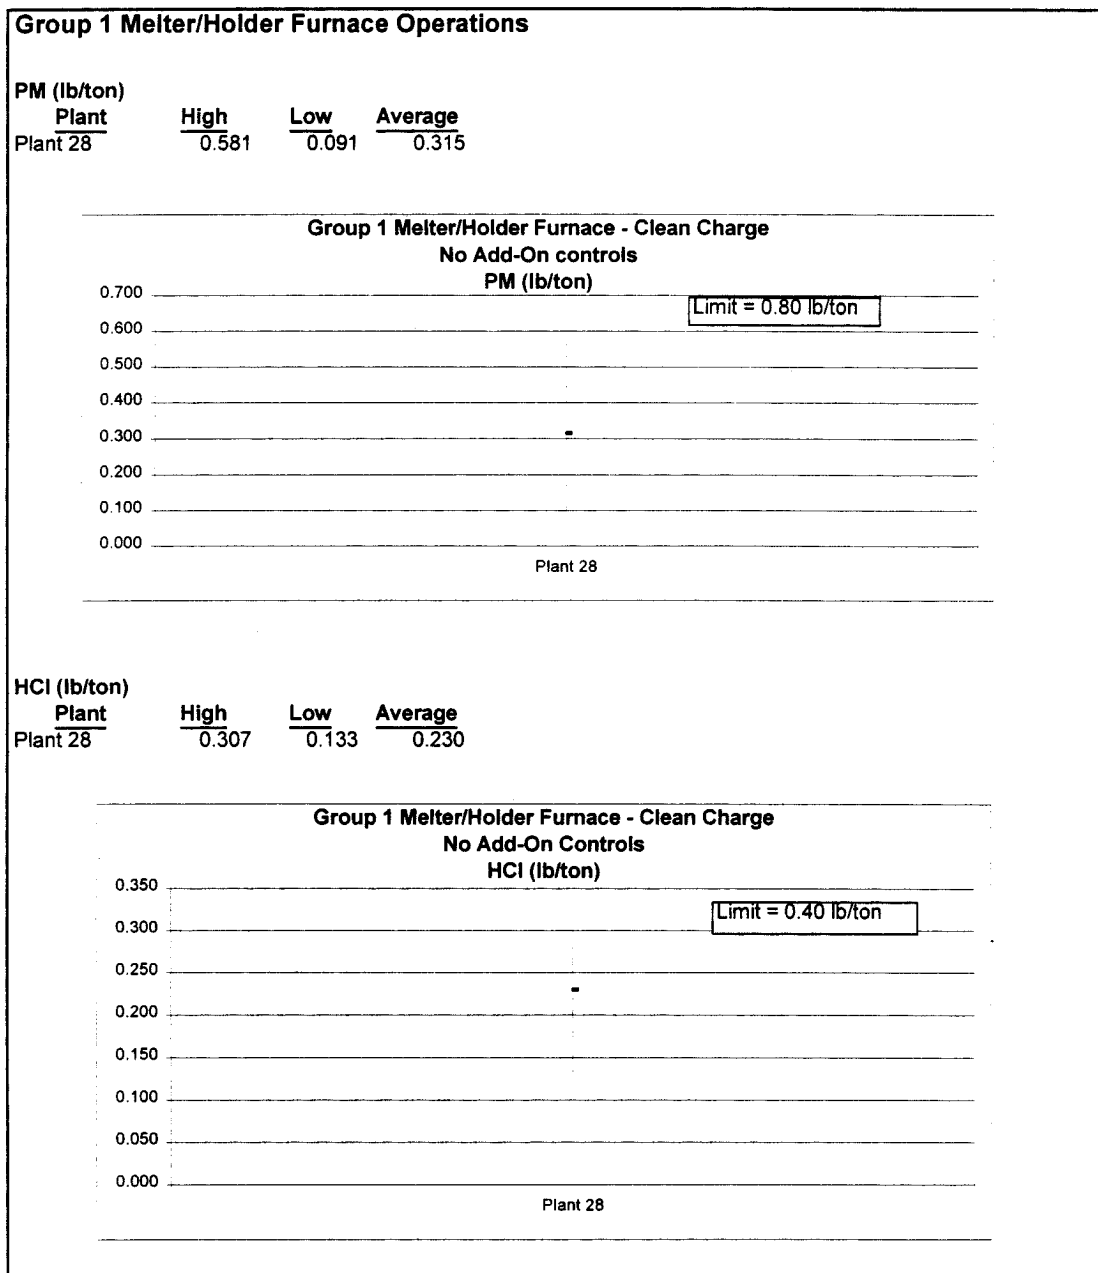 Group 1 Melter/Holder Furnace Operations
PM (lb/ton)
Plant High Low Average
Plant 28 0.581 0.091 0.315
Group 1 Melter/Holder Furnace - Clean Charge
No Add-On controls
PM (lb/ton)
Limit = 0.80 lb/ton
0.700
0.600
0.500
0.400
0.300
0.200
0.100
0.000
Plant 28
HCl (lb/ton)
Plant High Low Average
Plant 28 0.307 0.133 0.230
Group 1 Melter/Holder Furnace - Clean Charge
No Add-On Controls
HCl (lb/ton)
Limit = 0.40 lb/ton
0.350
0.300
0.250
0.200
0.150
0.100
0.050
0.000
Plant 28